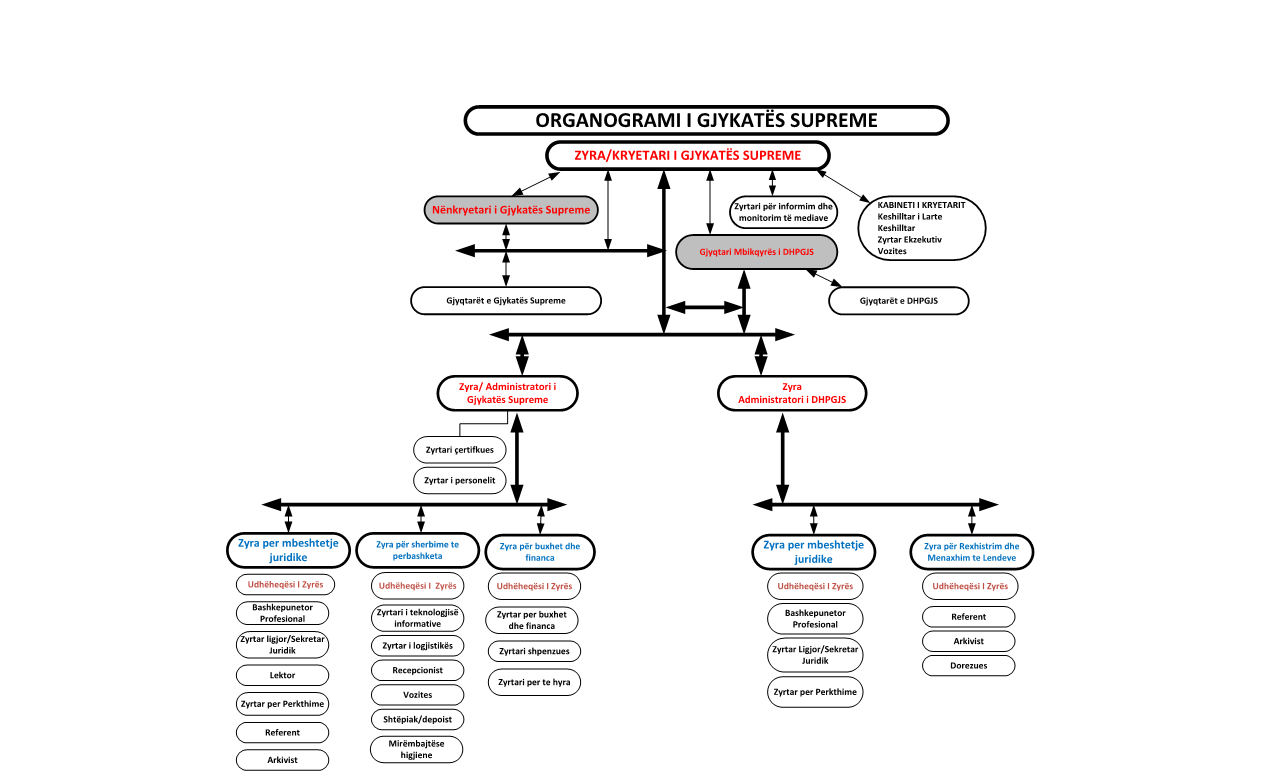 ORGANOGRAMI I GJYKATËS SUPREME
ZYRA/KRYETARI I GJYKATËS SUPREME
Nënkryetari i Gjykatës Supreme
Zyrtari për informim dhe
monitorim të mediave
KABINETI I KRYETARIT
Keshilltar i Larte
Keshilltar
Zyrtar Ekzekutiv
Vozites
Gjyqtari Mbikqyrës i DHPGJS
Gjyqtarët e Gjykatës Supreme
Gjyqtarët e DHPGJS
Zyra/ Administratori i
Gjykatës Supreme
Zyra
Administratori i DHPGJS
Zyrtari çertifkues
Zyrtar i personelit
Zyra per mbeshtetje
juridike
Udhëheqësi I Zyrës
Bashkepunetor
Profesional
Zyrtar ligjor/Sekretar
Juridik
Lektor
Zyrtar per Perkthime
Referent
Arkivist
Zyra për sherbime te
perbashketa
Udhëheqësi I  Zyrës
Zyrtari i teknologjisë
informative
Zyrtar i logjistikës
Recepcionist
Vozites
Shtëpiak/depoist
Mirëmbajtëse
higjiene
Zyra për buxhet dhe
financa
Udhëheqësi I Zyrës
Zyrtar per buxhet
dhe financa
Zyrtari shpenzues
Zyrtari per te hyra
Zyra per mbeshtetje
juridike
Udhëheqësi I Zyrës
Bashkepunetor
Profesional
Zyrtar Ligjor/Sekretar
Juridik
Zyrtar per Perkthime
Zyra për Rexhistrim dhe
Menaxhim te Lendeve
Udhëheqësi I Zyrës
Referent
Arkivist
Dorezues